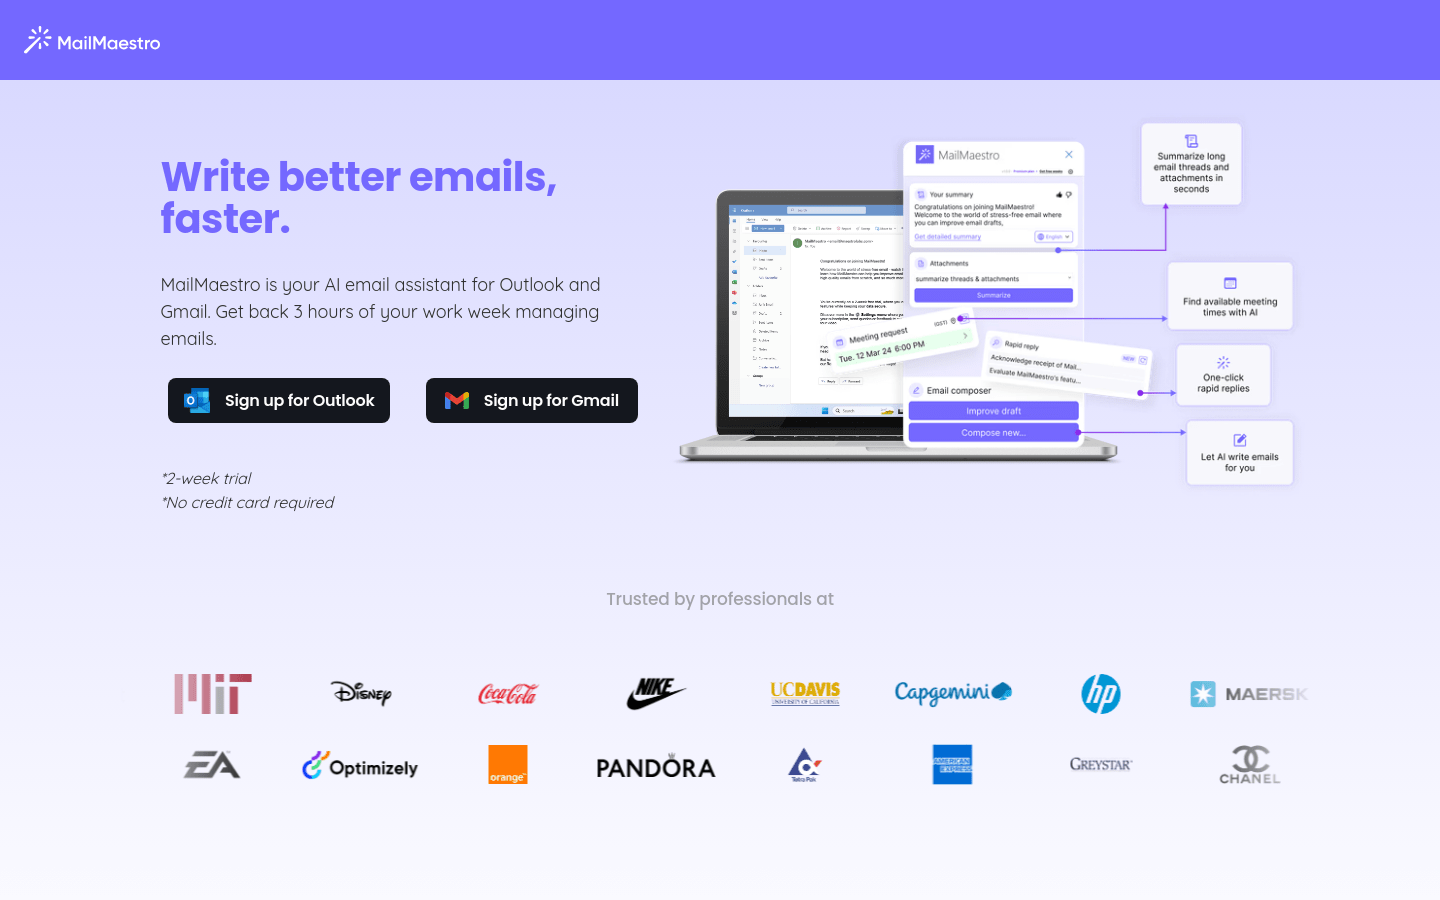 MailMaestro
Write better emails,
faster.
MailMaestro is your AI email assistant for Outlook and
Gmail. Get back 3 hours of your work week managing
emails.
Sign up for Outlook
Sign up for Gmail
*2-week trial
*No credit card required
MailMaestro
Your summary
Congratulations on joining MailMaestro!
Welcome to the world of stress-free email where
you can improve email drafts,
Get detailed summary
English
Attachments
summarize threads & attachments
Summarize
Meeting request
Tue. 12 Mar 24 6:00 PM
Rapid reply
NEW
Acknowledge receipt of Mail...
Evaluate MailMaestro's featu...
Email composer
Improve draft
Compose new...
Summarize long
email threads and
attachments in
seconds
Find available meeting
times with AI
One-click
rapid replies
Let AI write emails
for you
Trusted by professionals at
MIT
Disney
Coca-Cola
NIKE
UCDAVIS
UNIVERSITY OF CALIFORNIA
Capgemini
hp
MAERSK
EA
Optimizely
orange
PANDORA
Tetra Pak
AMERICAN
EXPRESS
GREYSTAR
CHANEL